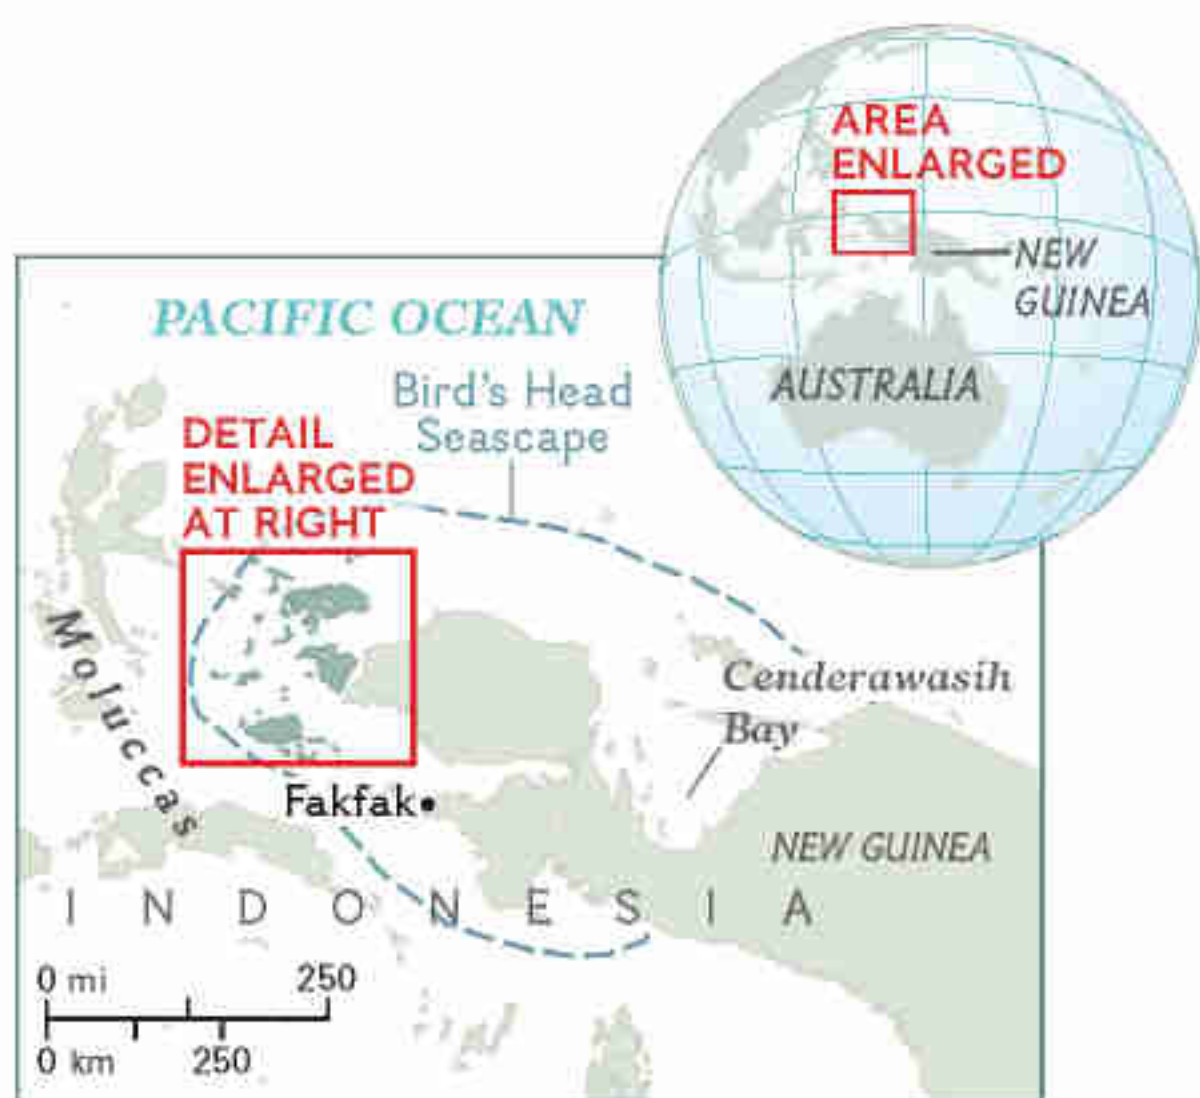 AREA
ENLARGED
NEW
GUINEA
AUSTRALIA
PACIFIC OCEAN
Bird's Head
Seascape
DETAIL
ENLARGED
AT RIGHT
Moluccas
Cenderawasih
Bay
Fakfak
NEW GUINEA
INDONESIA
0 mi 250
0 km 250